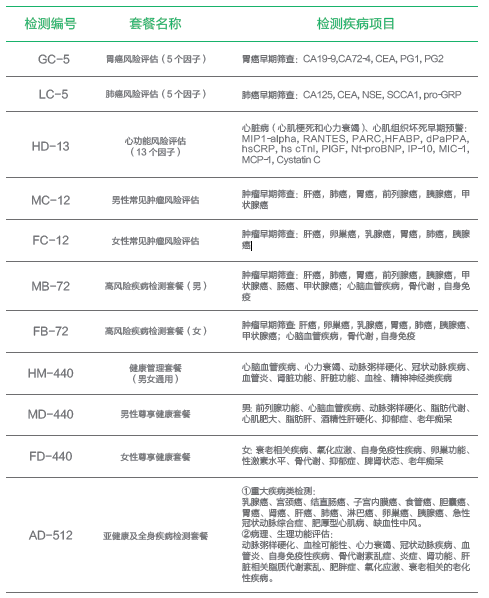 检测编号 套餐名称 检测疾病项目
GC-5 胃癌风险评估（5个因子） 胃癌早期筛查：CA19-9,CA72-4, CEA, PG1, PG2
LC-5 肺癌风险评估（5个因子） 肺癌早期筛查：CA125, CEA, NSE, SCCA1, pro-GRP
HD-13 心功能风险评估
（13个因子）
心脏病（心肌梗死和心力衰竭）、心肌组织坏死早期预警：
MIP1-alpha, RANTES, PARC,HFABP, dPaPPA,
hsCRP, hs cTnI, PIGF, Nt-proBNP, IP-10, MIC-1,
MCP-1, Cystatin C
MC-12 男性常见肿瘤风险评估
肿瘤早期筛查：肝癌，肺癌，胃癌，前列腺癌，胰腺癌，甲
状腺癌
FC-12 女性常见肿瘤风险评估
肿瘤早期筛查：肝癌，卵巢癌，乳腺癌，胃癌，肺癌，胰腺
癌
MB-72 高风险疾病检测套餐（男）
肿瘤早期筛查：肝癌，肺癌，胃癌，前列腺癌，胰腺癌，甲
状腺癌、肠癌、甲状腺癌；心脑血管疾病，骨代谢，自身免
疫
FB-72 高风险疾病检测套餐（女）
肿瘤早期筛查: 肝癌，卵巢癌，乳腺癌，胃癌，肺癌，胰腺癌、
甲状腺癌；心脑血管疾病，骨代谢，自身免疫
HM-440 健康管理套餐
（男女通用）
心脑血管疾病、心力衰竭、动脉粥样硬化、冠状动脉疾病、
血管炎、肾脏功能、肝脏功能、血栓、精神神经类疾病
MD-440 男性尊享健康套餐
男: 前列腺功能、心脑血管疾病、动脉粥样硬化、脂肪代谢、
心肌肥大、脂肪肝、酒精性肝硬化、抑郁症、老年痴呆
FD-440 女性尊享健康套餐
女: 衰老相关疾病、氧化应激、自身免疫性疾病、卵巢功能、
性激素水平、骨代谢、抑郁症、脾肾状态、老年痴呆
AD-512 亚健康及全身疾病检测套餐
①重大疾病类检测：
乳腺癌、宫颈癌、结直肠癌、子宫内膜癌、食管癌、胆囊癌、
胃癌、肾癌、肝癌、肺癌、淋巴癌、卵巢癌、胰腺癌、急性
冠状动脉综合症、肥厚型心肌病、缺血性中风。
②病理、生理功能评估：
动脉粥样硬化、血栓可能性、心力衰竭、冠状动脉疾病、血
管炎、自身免疫性疾病、骨代谢紊乱症、炎症、肾功能、肝
脏相关脂质代谢紊乱、肥胖症、氧化应激、衰老相关的老化
性疾病。